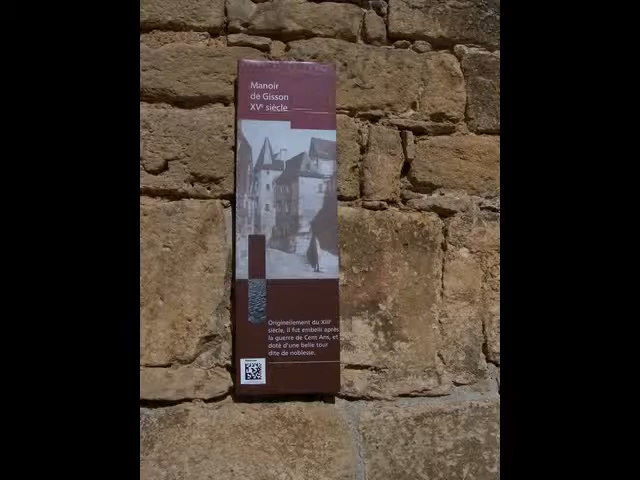 Manoir
de Gisson
XVe siècle
Originellement du XIIIe
siècle, il fut embelli après
la guerre de Cent Ans, et
doté d'une belle tour
dite de noblesse.